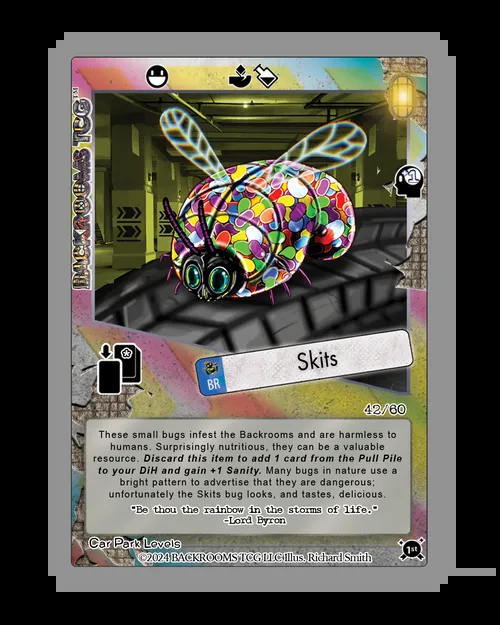 BACKROOMS TCG™
+1
Skits
BR
42/60
These small bugs infest the Backrooms and are harmless to
humans. Surprisingly nutritious, they can be a valuable
resource. Discard this item to add 1 card from the Pull Pile
to your DiH and gain +1 Sanity. Many bugs in nature use a
bright pattern to advertise that they are dangerous;
unfortunately the Skits bug looks, and tastes, delicious.
"Be thou the rainbow in the storms of life."
-Lord Byron
Car Park Levels
©2024 BACKROOMS TCG LLC Illus. Richard Smith
1st